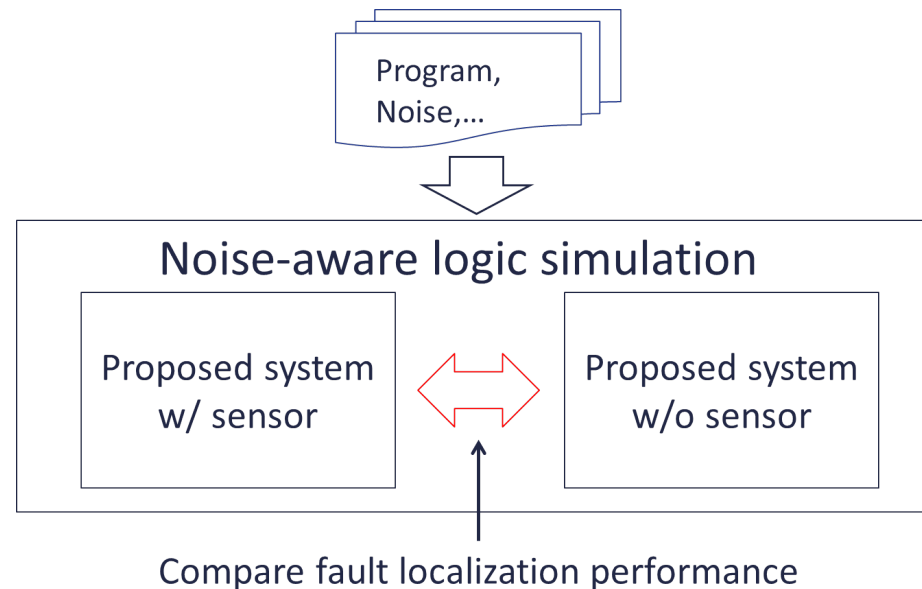 Program,
Noise,...
Noise-aware logic simulation
Proposed system
w/ sensor
Proposed system
w/o sensor
Compare fault localization performance